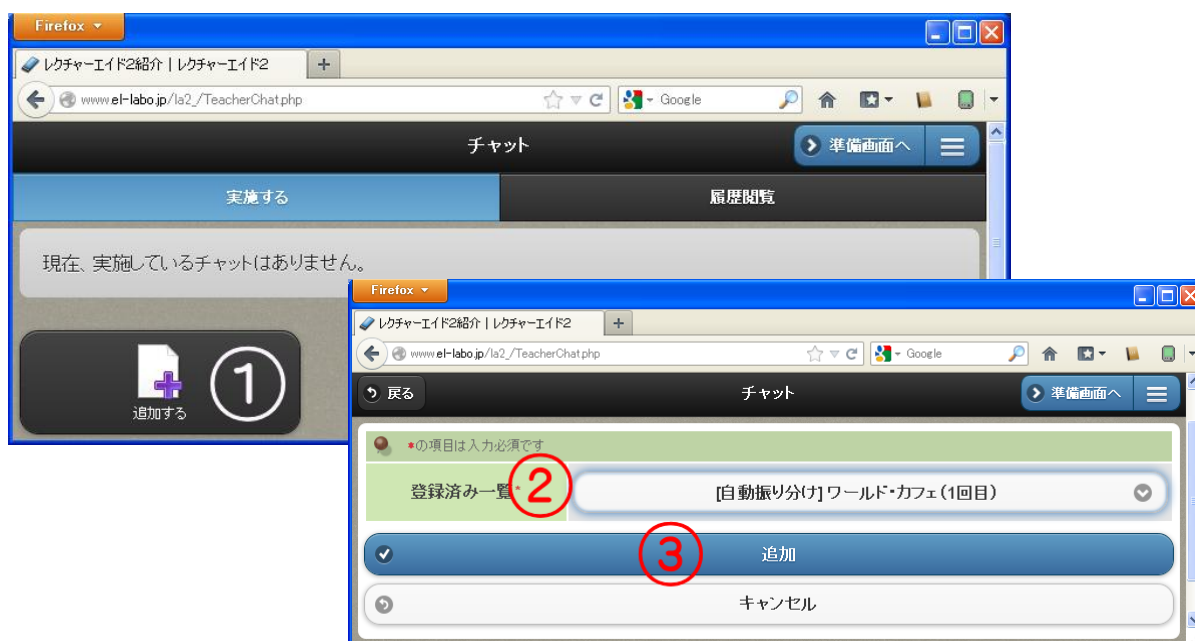 Firefox
レクチャーエイド2紹介 | レクチャーエイド2
www.el-labo.jp/la2_/TeacherChat.php
Google
チャット
準備画面へ
実施する
履歴閲覧
現在、実施しているチャットはありません。
追加する
①
Firefox
レクチャーエイド2紹介 | レクチャーエイド2
www.el-labo.jp/la2_/TeacherChat.php
Google
戻る
チャット
準備画面へ
*の項目は入力必須です
登録済み一覧*
②
[自動振り分け] ワールド・カフェ(1回目)
③
追加
キャンセル